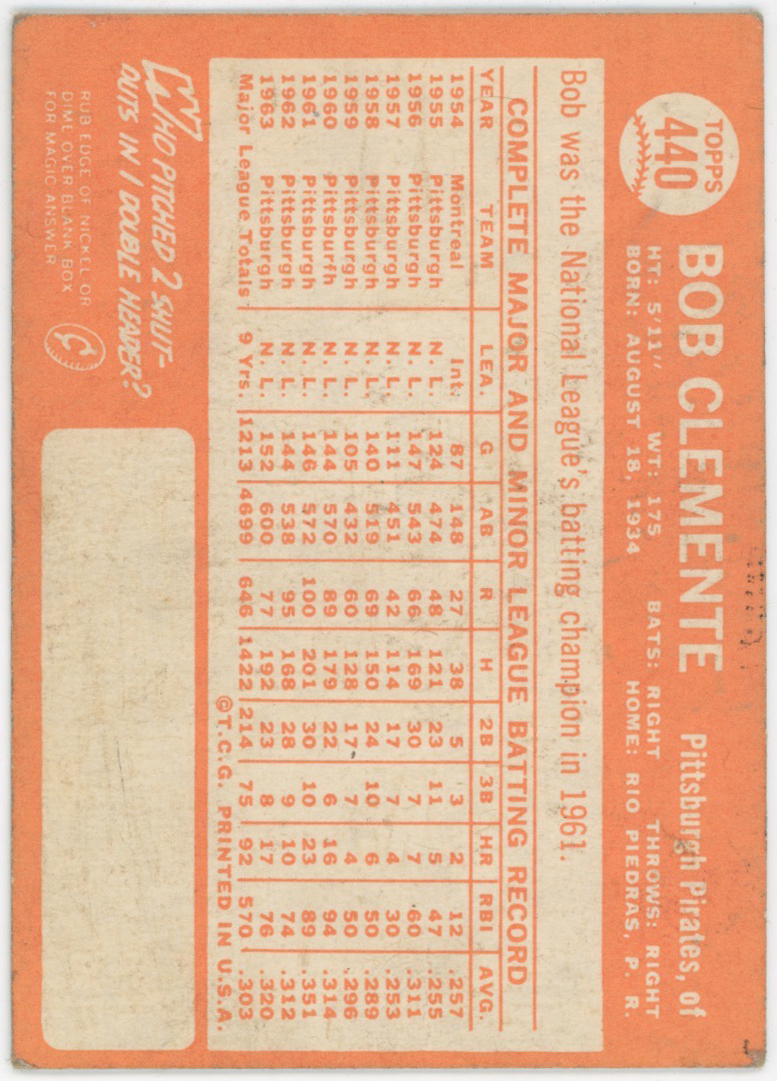 TOPPS
440
BOB CLEMENTE Pittsburgh Pirates, of
HT: 5'11" WT: 175 BATS: RIGHT THROWS: RIGHT
BORN: AUGUST 18, 1934 HOME: RIO PIEDRAS, P. R.
Bob was the National League's batting champion in 1961.
COMPLETE MAJOR AND MINOR LEAGUE BATTING RECORD
YEAR TEAM LEA. G AB R H 2B 3B HR RBI AVG.
1954 Montreal Int. 87 148 27 38 5 3 2 12 .257
1955 Pittsburgh N. L. 124 474 48 121 23 11 5 47 .255
1956 Pittsburgh N. L. 147 543 66 169 30 7 7 60 .311
1957 Pittsburgh N. L. 111 451 42 114 17 7 4 30 .253
1958 Pittsburgh N. L. 140 519 69 150 24 10 6 50 .289
1959 Pittsburgh N. L. 105 432 60 128 17 7 4 50 .296
1960 Pittsburfh N. L. 144 570 89 179 22 6 16 94 .314
1961 Pittsburgh N. L. 146 572 100 201 30 10 23 89 .351
1962 Pittsburgh N. L. 144 538 95 168 28 9 10 74 .312
1963 Pittsburgh N. L. 152 600 77 192 23 8 17 76 .320
Major League Totals 9 Yrs. 1213 4699 646 1422 214 75 92 570 .303
©T.C.G. PRINTED IN U.S.A.
WHO PITCHED 2 SHUT-
OUTS IN 1 DOUBLE HEADER?
RUB EDGE OF NICKEL OR
DIME OVER BLANK BOX
FOR MAGIC ANSWER